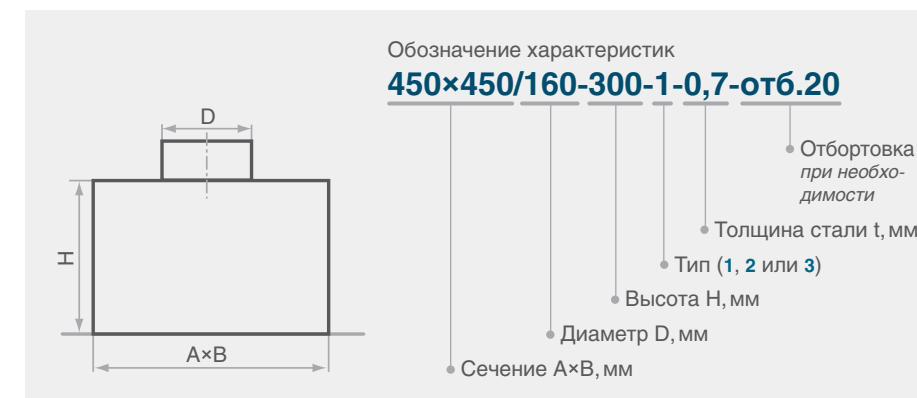 Обозначение характеристик
450×450/160-300-1-0,7-отб.20
D
H
A×B
Отбортовка
при необхо-
димости
Толщина стали t, мм
Тип (1, 2 или 3)
Высота H, мм
Диаметр D, мм
Сечение A×B, мм